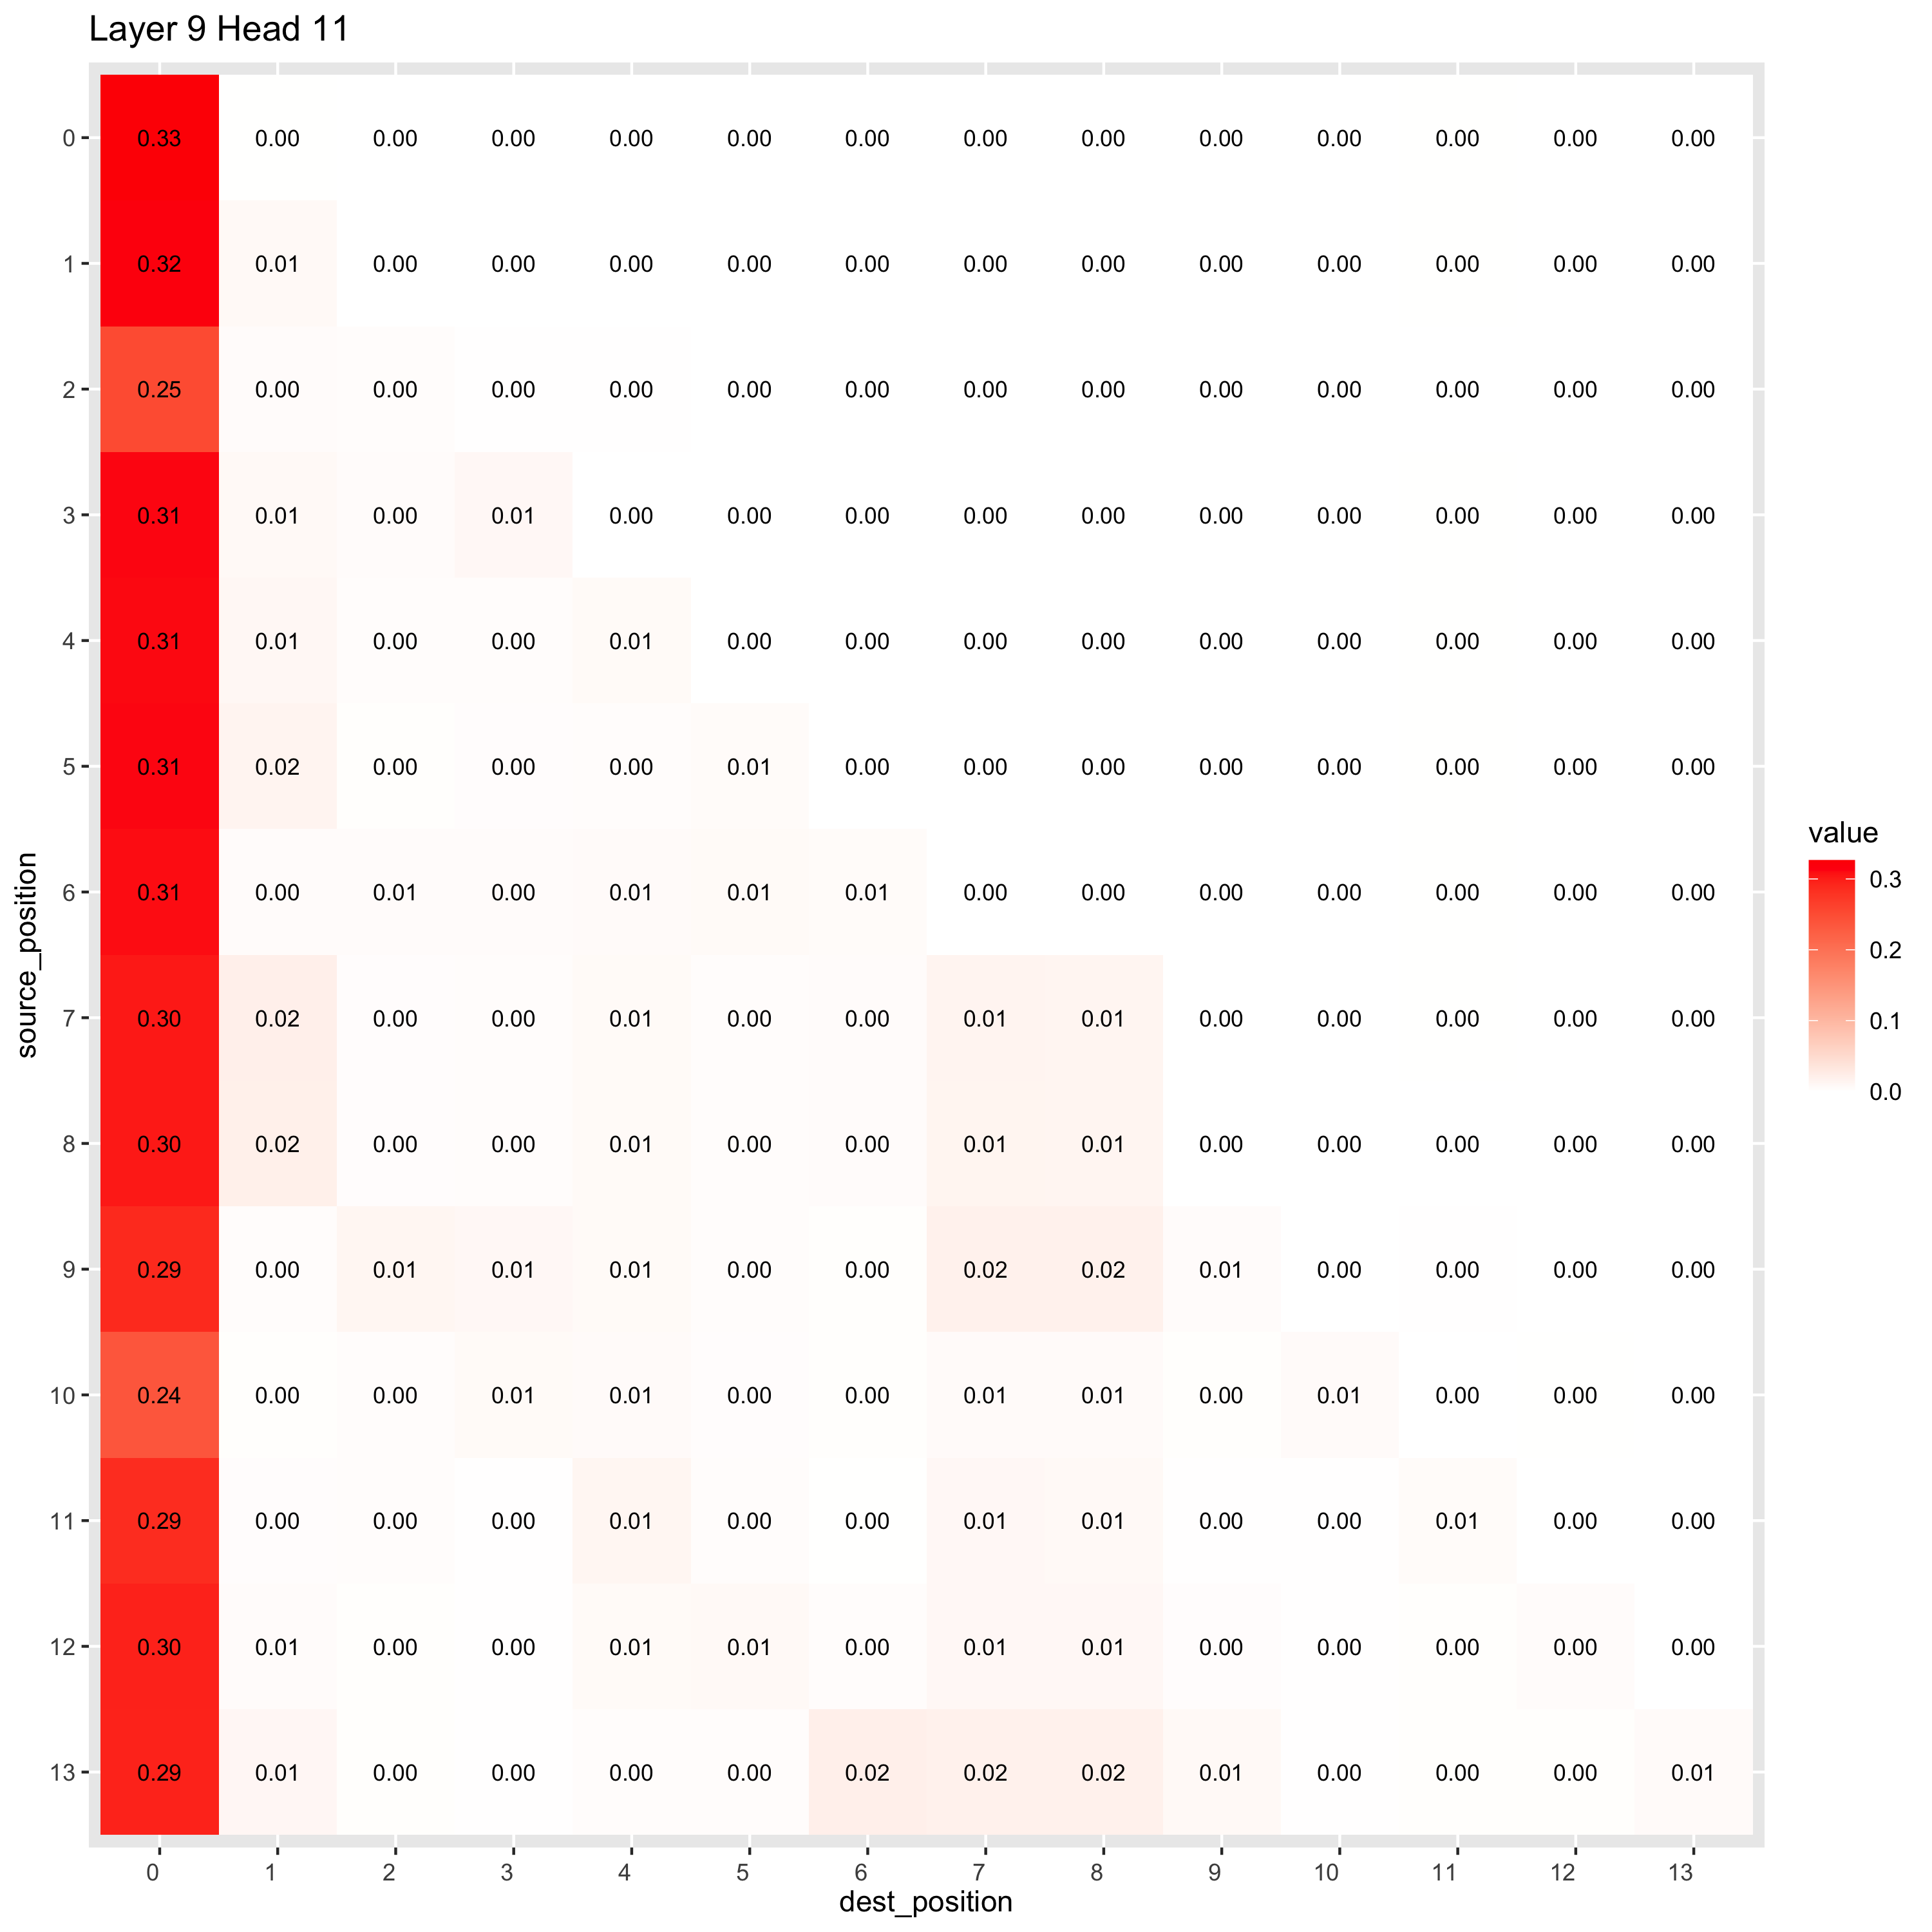 Layer 9 Head 11
0 0.33 0.00 0.00 0.00 0.00 0.00 0.00 0.00 0.00 0.00 0.00 0.00 0.00 0.00
1 0.32 0.01 0.00 0.00 0.00 0.00 0.00 0.00 0.00 0.00 0.00 0.00 0.00 0.00
2 0.25 0.00 0.00 0.00 0.00 0.00 0.00 0.00 0.00 0.00 0.00 0.00 0.00 0.00
3 0.31 0.01 0.00 0.01 0.00 0.00 0.00 0.00 0.00 0.00 0.00 0.00 0.00 0.00
4 0.31 0.01 0.00 0.00 0.01 0.00 0.00 0.00 0.00 0.00 0.00 0.00 0.00 0.00
5 0.31 0.02 0.00 0.00 0.00 0.01 0.00 0.00 0.00 0.00 0.00 0.00 0.00 0.00
6 0.31 0.00 0.01 0.00 0.01 0.01 0.01 0.00 0.00 0.00 0.00 0.00 0.00 0.00
7 0.30 0.02 0.00 0.00 0.01 0.00 0.00 0.01 0.01 0.00 0.00 0.00 0.00 0.00
8 0.30 0.02 0.00 0.00 0.01 0.00 0.00 0.01 0.01 0.00 0.00 0.00 0.00 0.00
9 0.29 0.00 0.01 0.01 0.01 0.00 0.00 0.02 0.02 0.01 0.00 0.00 0.00 0.00
10 0.24 0.00 0.00 0.01 0.01 0.00 0.00 0.01 0.01 0.00 0.01 0.00 0.00 0.00
11 0.29 0.00 0.00 0.00 0.01 0.00 0.00 0.01 0.01 0.00 0.00 0.01 0.00 0.00
12 0.30 0.01 0.00 0.00 0.01 0.01 0.00 0.01 0.01 0.00 0.00 0.00 0.00 0.00
13 0.29 0.01 0.00 0.00 0.00 0.00 0.02 0.02 0.02 0.01 0.00 0.00 0.00 0.01
0 1 2 3 4 5 6 7 8 9 10 11 12 13
dest_position
source_position
value
0.3
0.2
0.1
0.0